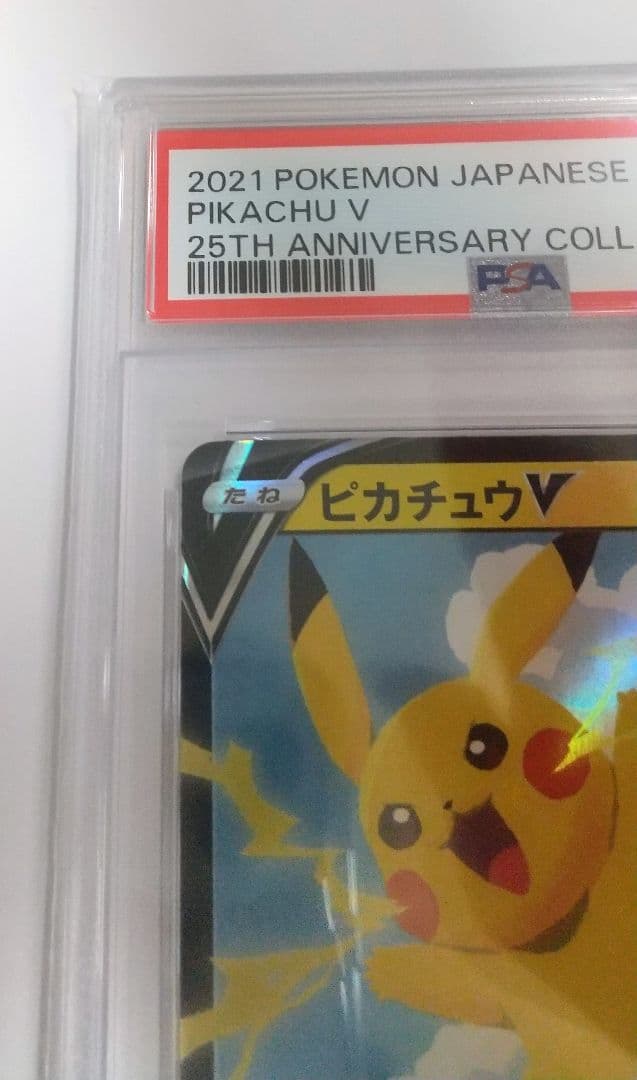 2021 POKEMON JAPANESE
PIKACHU V
25TH ANNIVERSARY COLL
PSA
たね
ピカチュウV